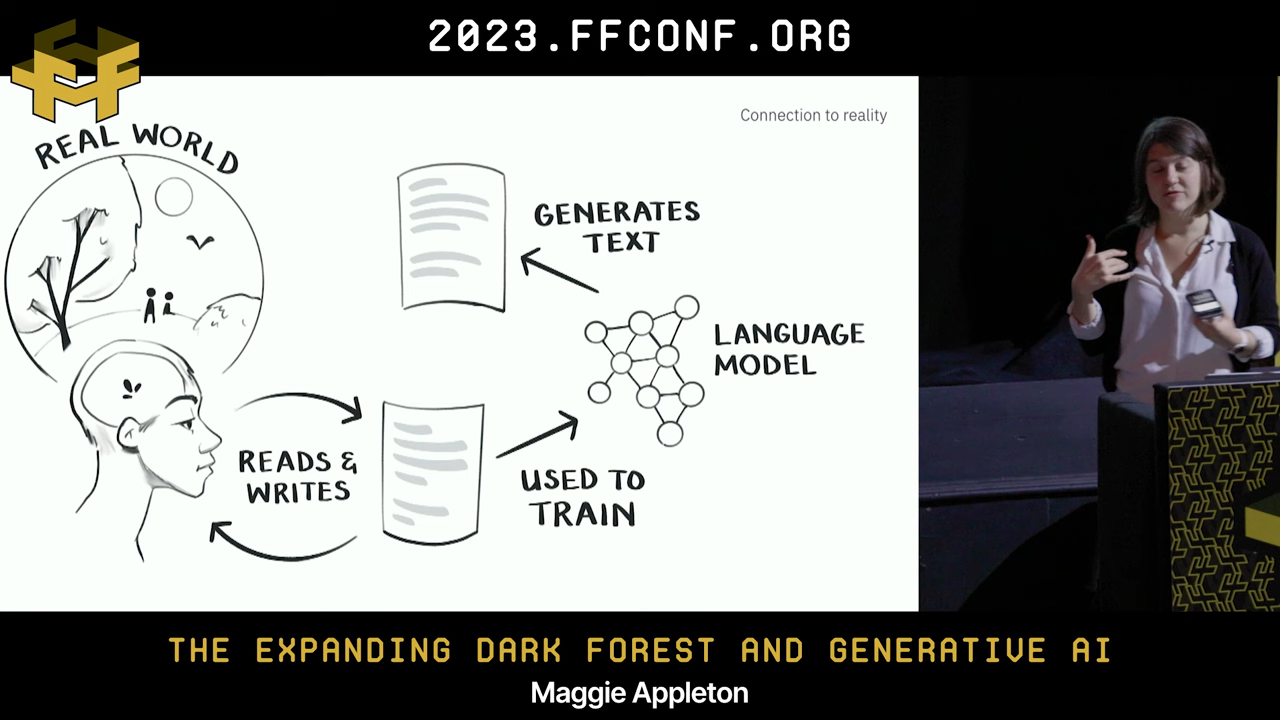 2023.FFCONF.ORG
Connection to reality
REAL WORLD
GENERATES
TEXT
LANGUAGE
MODEL
READS &
WRITES
USED TO
TRAIN
THE EXPANDING DARK FOREST AND GENERATIVE AI
Maggie Appleton